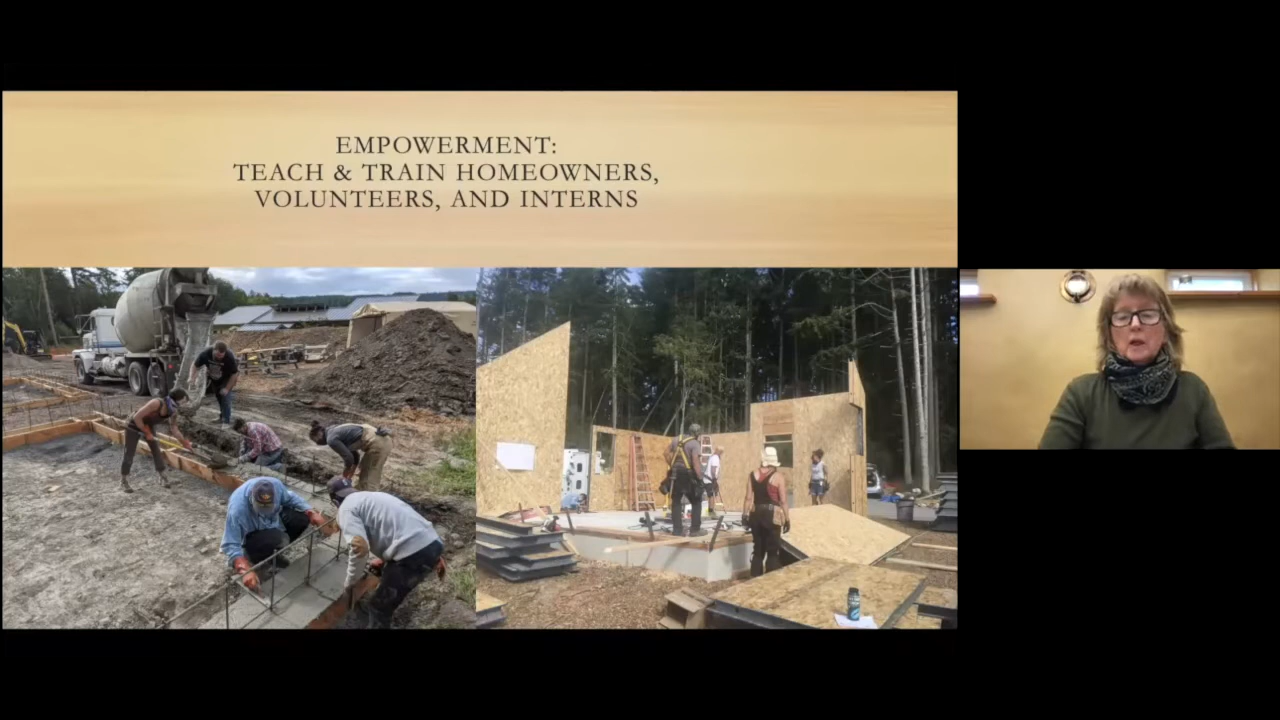 EMPOWERMENT:
TEACH & TRAIN HOMEOWNERS,
VOLUNTEERS, AND INTERNS